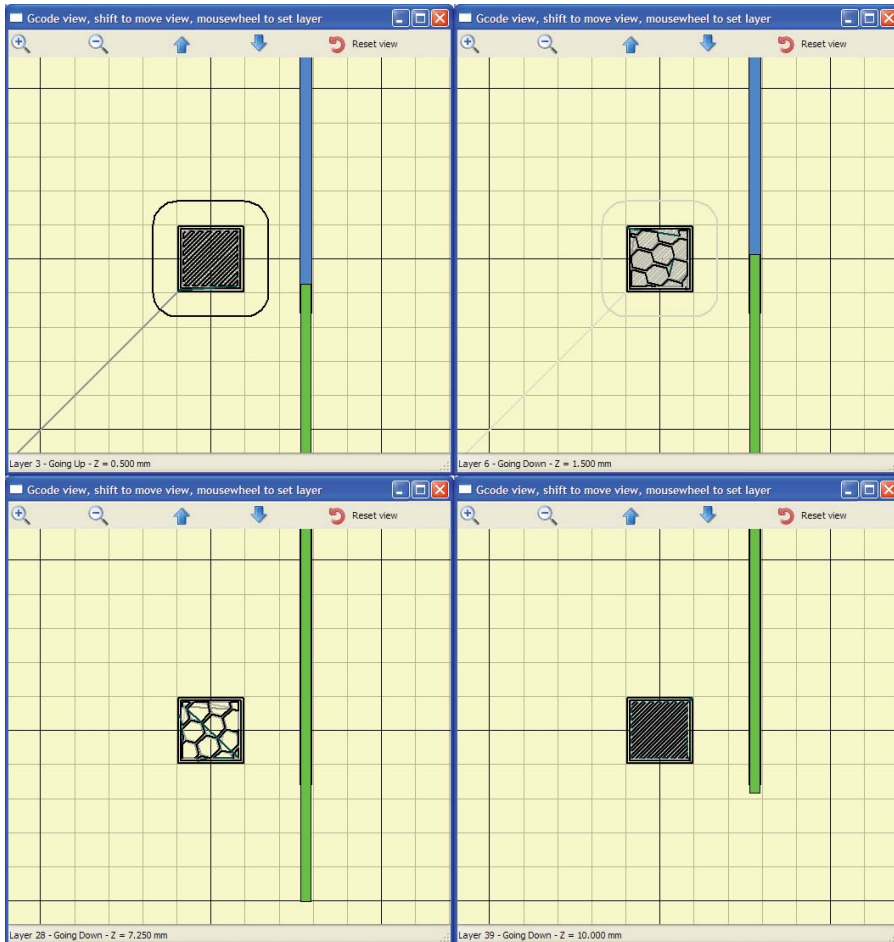 Gcode view, shift to move view, mousewheel to set layer
Reset view
Layer 3 - Going Up - Z = 0.500 mm
Gcode view, shift to move view, mousewheel to set layer
Reset view
Layer 6 - Going Down - Z = 1.500 mm
Gcode view, shift to move view, mousewheel to set layer
Reset view
Layer 28 - Going Down - Z = 7.250 mm
Gcode view, shift to move view, mousewheel to set layer
Reset view
Layer 39 - Going Down - Z = 10.000 mm